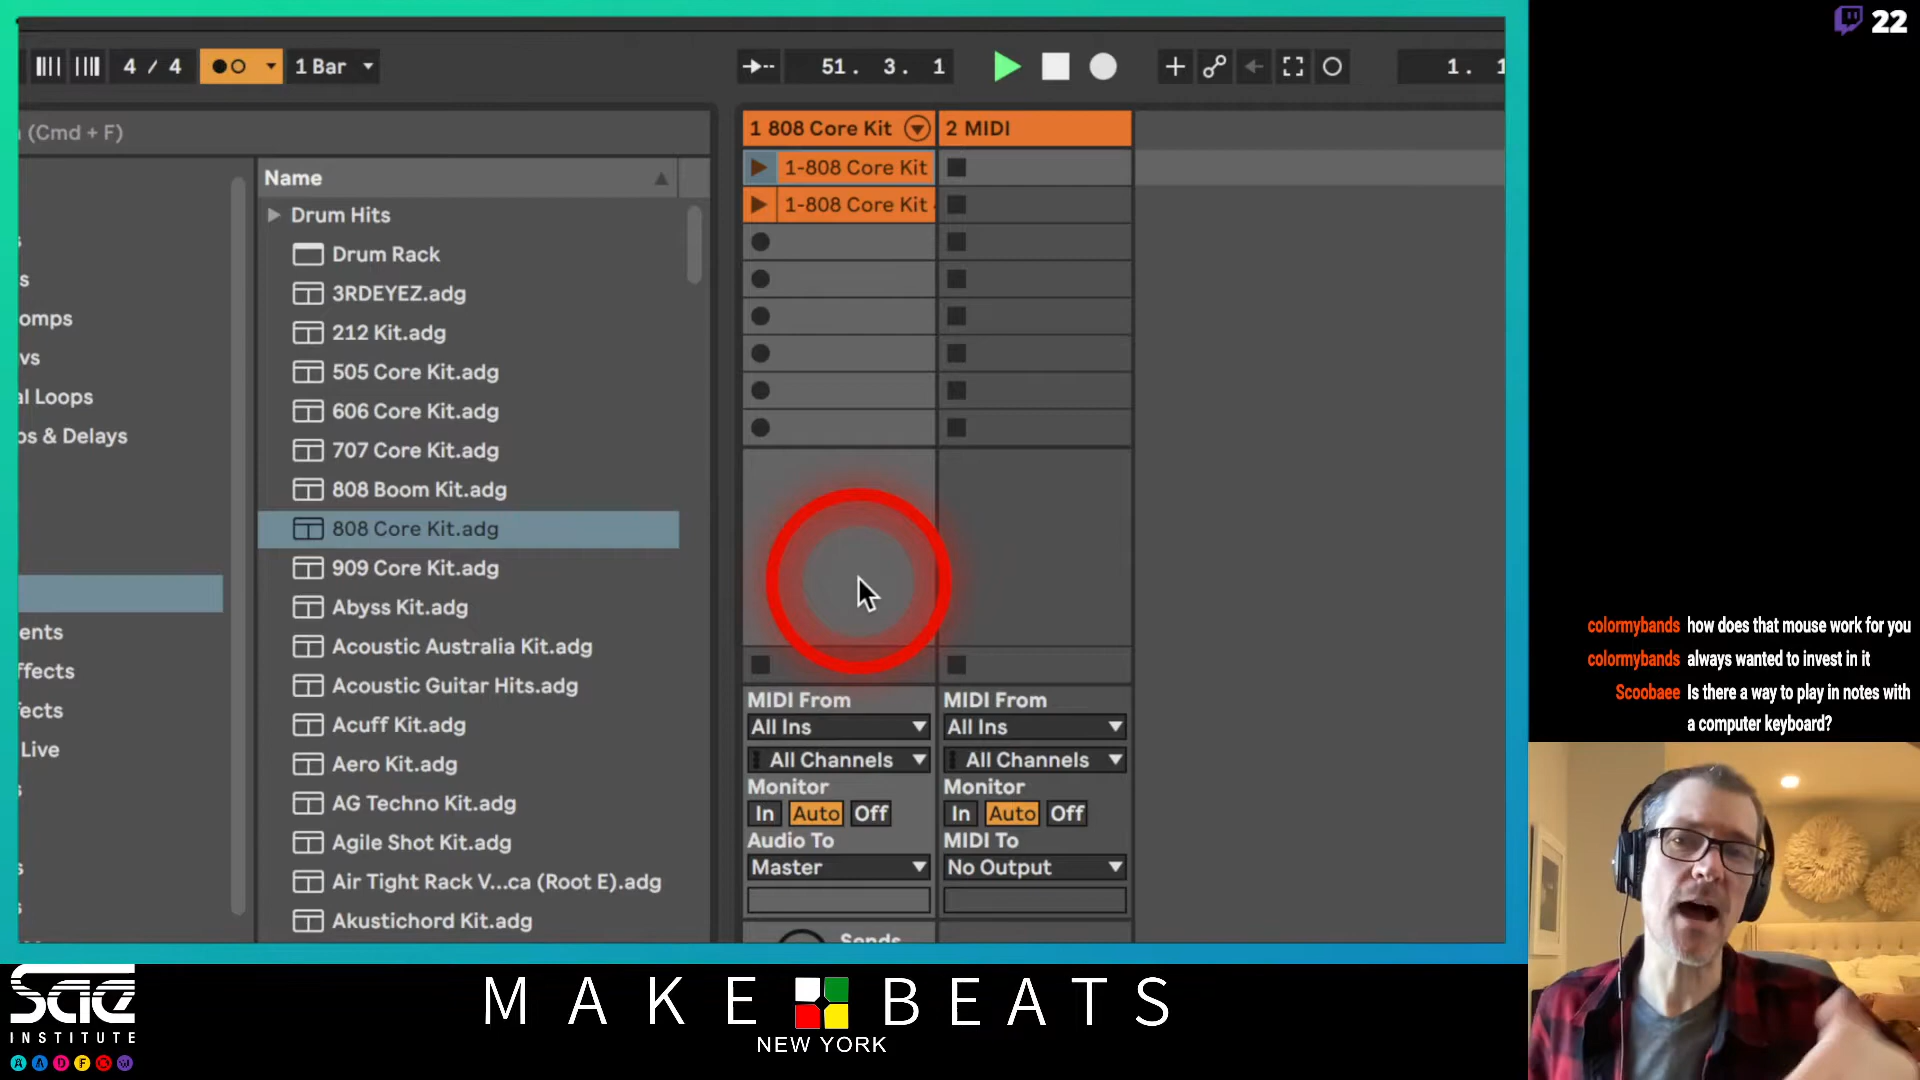 22
4 / 4
1 Bar
51. 3. 1
1. 1
(Cmd + F)
Name
Drum Hits
Drum Rack
3RDEYEZ.adg
212 Kit.adg
505 Core Kit.adg
606 Core Kit.adg
707 Core Kit.adg
808 Boom Kit.adg
808 Core Kit.adg
909 Core Kit.adg
Abyss Kit.adg
Acoustic Australia Kit.adg
Acoustic Guitar Hits.adg
Acuff Kit.adg
Aero Kit.adg
AG Techno Kit.adg
Agile Shot Kit.adg
Air Tight Rack V...ca (Root E).adg
Akustichord Kit.adg
s
omps
vs
al Loops
os & Delays
ents
ffects
ects
Live
1 808 Core Kit
2 MIDI
1-808 Core Kit
1-808 Core Kit
MIDI From
MIDI From
All Ins
All Ins
All Channels
All Channels
Monitor
Monitor
In Auto Off
In Auto Off
Audio To
MIDI To
Master
No Output
Sends
colormybands how does that mouse work for you
colormybands always wanted to invest in it
Scoobaee Is there a way to play in notes with
a computer keyboard?
sae
INSTITUTE
MAKE BEATS
NEW YORK